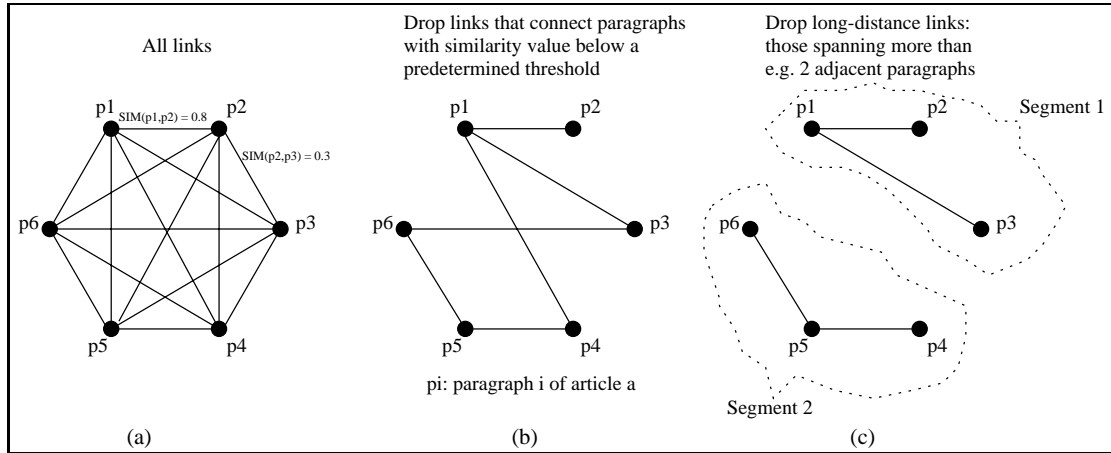 All links
p1
p2
SIM(p1,p2) = 0.8
SIM(p2,p3) = 0.3
p6
p3
p5
p4
(a)
Drop links that connect paragraphs
with similarity value below a
predetermined threshold
p1
p2
p6
p3
p5
p4
pi: paragraph i of article a
(b)
Drop long-distance links:
those spanning more than
e.g. 2 adjacent paragraphs
p1
p2
Segment 1
p6
p3
p5
p4
Segment 2
(c)